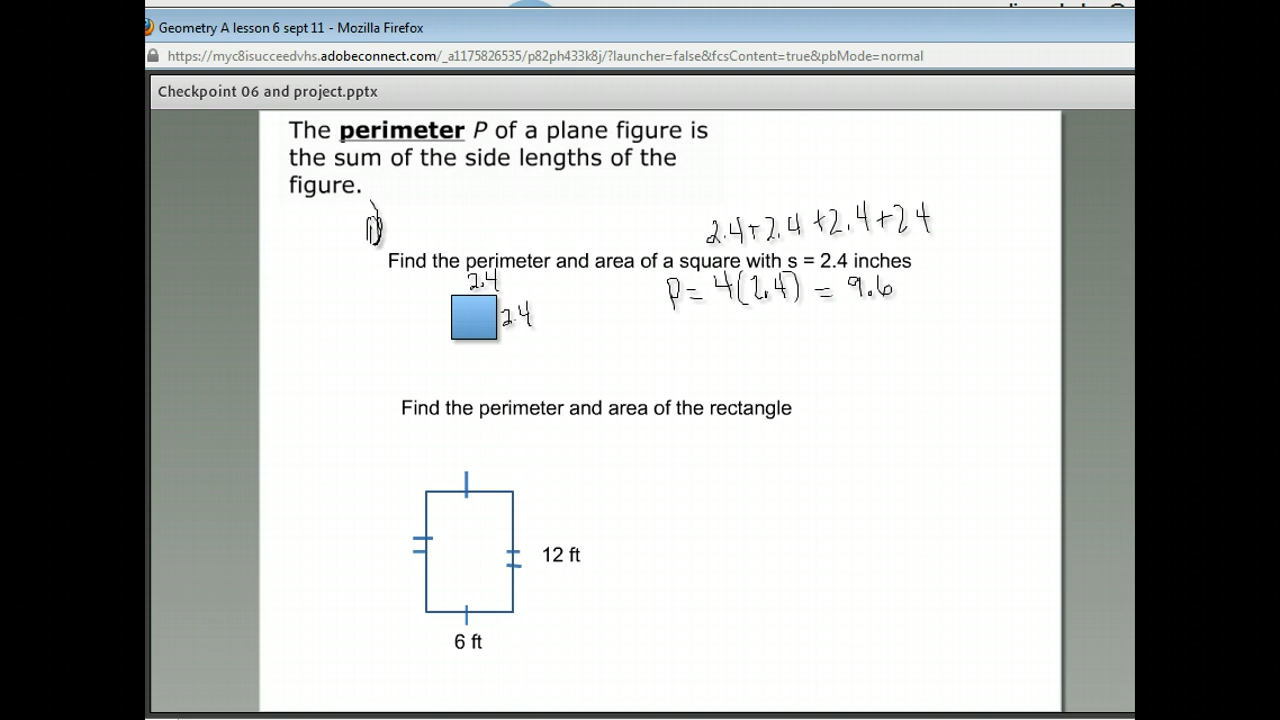 Geometry A lesson 6 sept 11 - Mozilla Firefox
https://myc8isucceedvhs.adobeconnect.com/_a1175826535/p82ph433k8j/?launcher=false&fcsContent=true&pbMode=normal
Checkpoint 06 and project.pptx
The perimeter P of a plane figure is
the sum of the side lengths of the
figure.
2.4+2.4+2.4+2.4
Find the perimeter and area of a square with s = 2.4 inches
2.4
P= 4(2.4) = 9.6
2.4
Find the perimeter and area of the rectangle
12 ft
6 ft